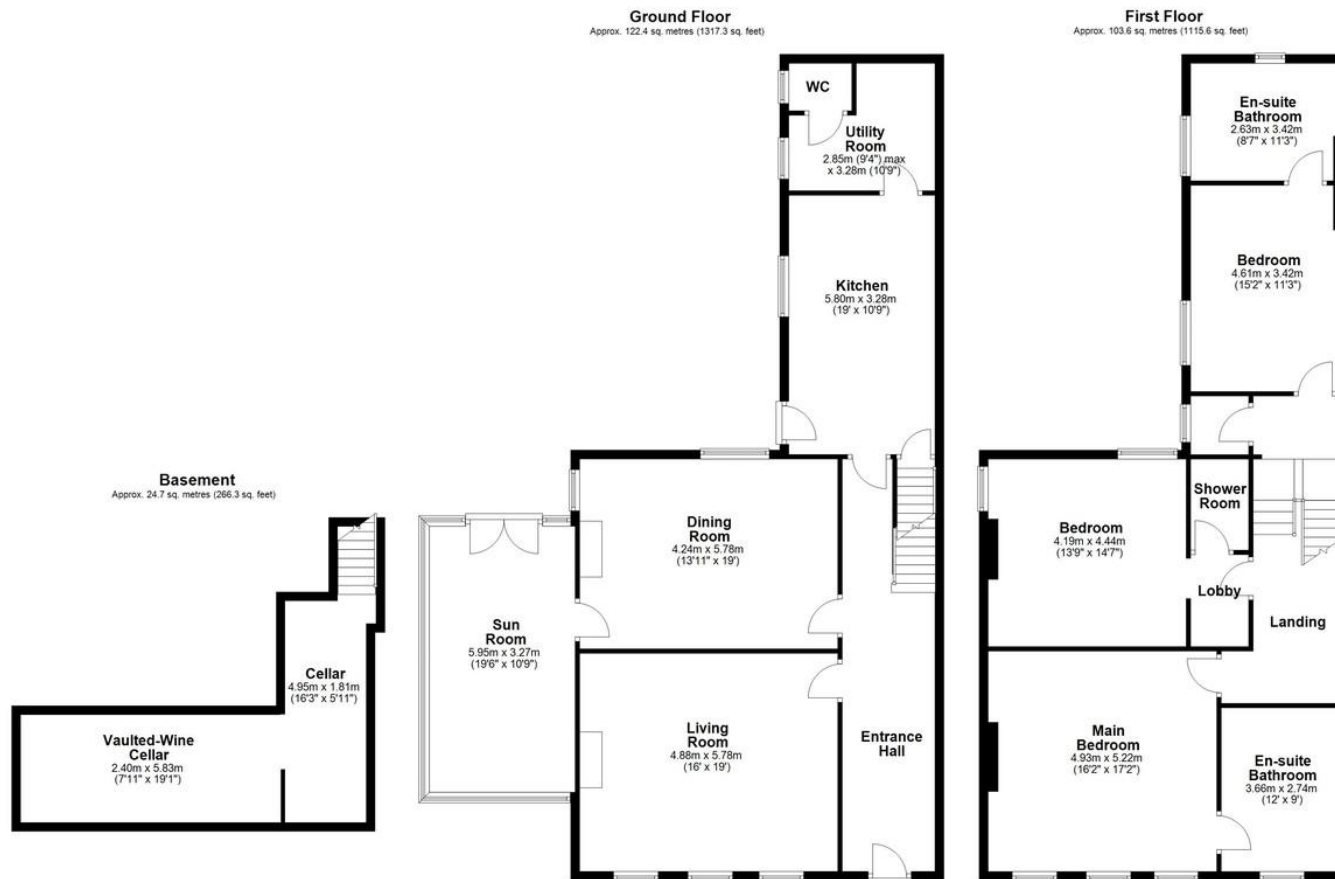 Ground Floor
Approx. 122.4 sq. metres (1317.3 sq. feet)
WC
Utility
Room
2.85m (9'4") max
x 3.28m (10'9")
Kitchen
5.80m x 3.28m
(19' x 10'9")
Dining
Room
4.24m x 5.78m
(13'11" x 19')
Sun
Room
5.95m x 3.27m
(19'6" x 10'9")
Living
Room
4.88m x 5.78m
(16' x 19')
Entrance
Hall
First Floor
Approx. 103.6 sq. metres (1115.6 sq. feet)
En-suite
Bathroom
2.63m x 3.42m
(8'7" x 11'3")
Bedroom
4.61m x 3.42m
(15'2" x 11'3")
Shower
Room
Bedroom
4.19m x 4.44m
(13'9" x 14'7")
Lobby
Landing
Main
Bedroom
4.93m x 5.22m
(16'2" x 17'2")
En-suite
Bathroom
3.66m x 2.74m
(12' x 9')
Basement
Approx. 24.7 sq. metres (266.3 sq. feet)
Cellar
4.95m x 1.81m
(16'3" x 5'11")
Vaulted-Wine
Cellar
2.40m x 5.83m
(7'11" x 19'1")